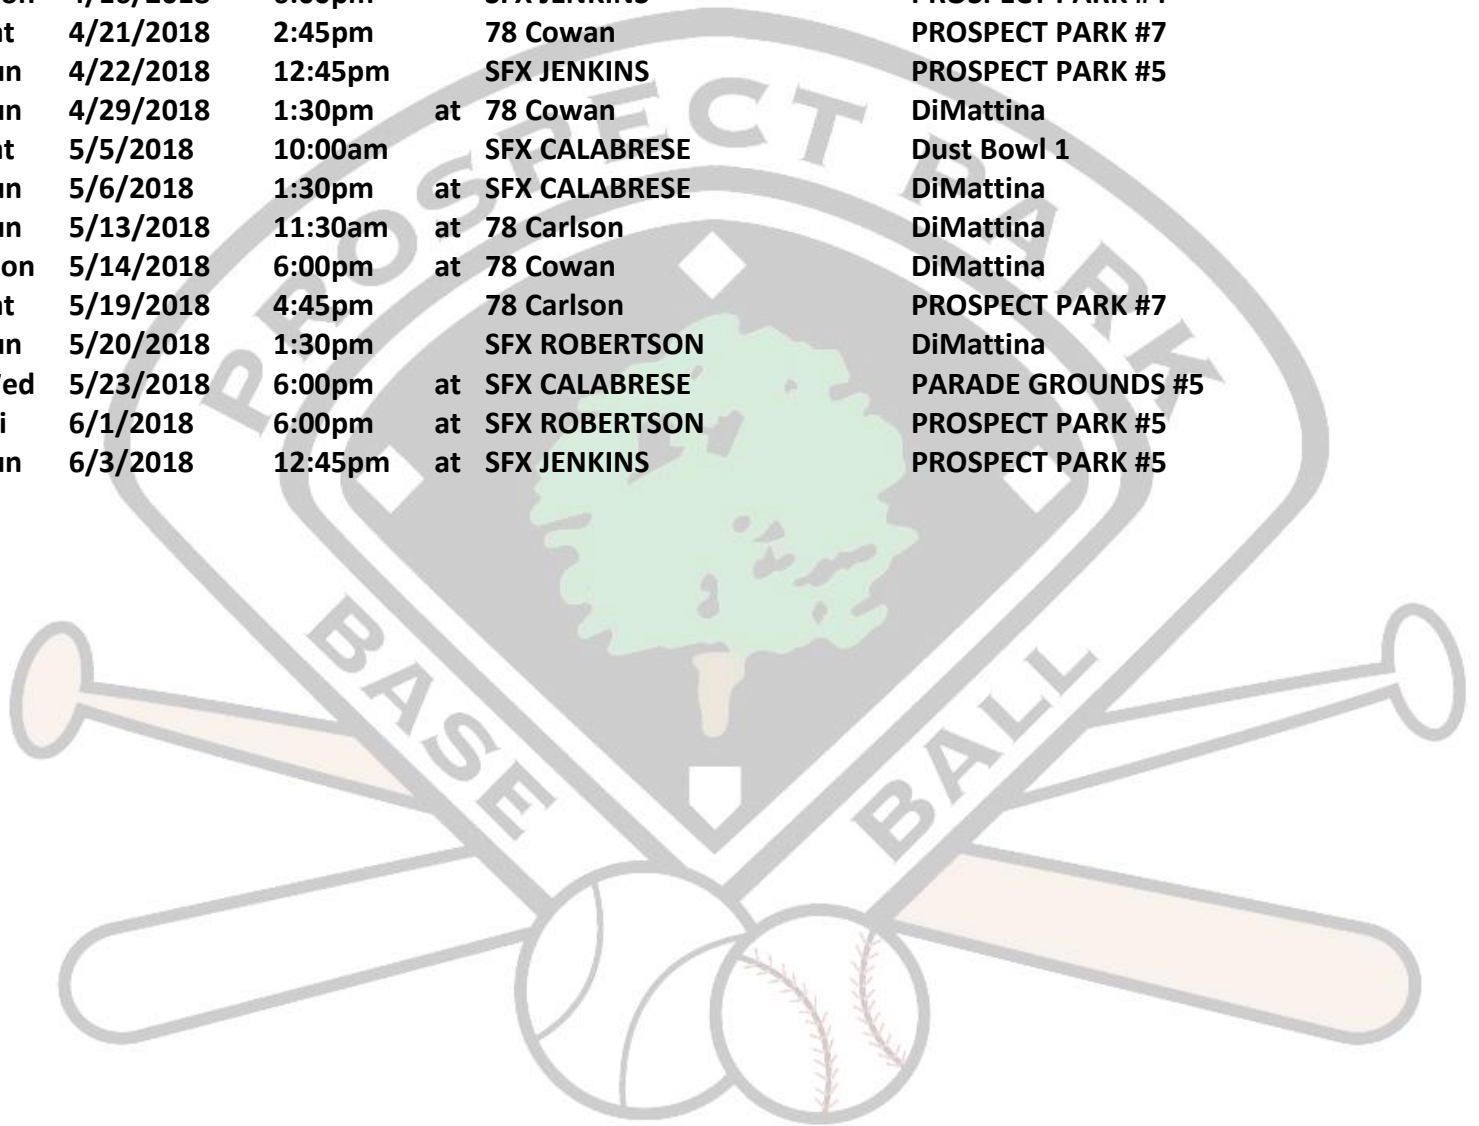 at 4/21/2018 2:45pm 78 Cowan PROSPECT PARK #7
un 4/22/2018 12:45pm SFX JENKINS PROSPECT PARK #5
un 4/29/2018 1:30pm at 78 Cowan DiMattina
at 5/5/2018 10:00am SFX CALABRESE Dust Bowl 1
un 5/6/2018 1:30pm at SFX CALABRESE DiMattina
un 5/13/2018 11:30am at 78 Carlson DiMattina
on 5/14/2018 6:00pm at 78 Cowan DiMattina
at 5/19/2018 4:45pm 78 Carlson PROSPECT PARK #7
un 5/20/2018 1:30pm SFX ROBERTSON DiMattina
ed 5/23/2018 6:00pm at SFX CALABRESE PARADE GROUNDS #5
i 6/1/2018 6:00pm at SFX ROBERTSON PROSPECT PARK #5
un 6/3/2018 12:45pm at SFX JENKINS PROSPECT PARK #5
PROSPECT PARK
BASE BALL